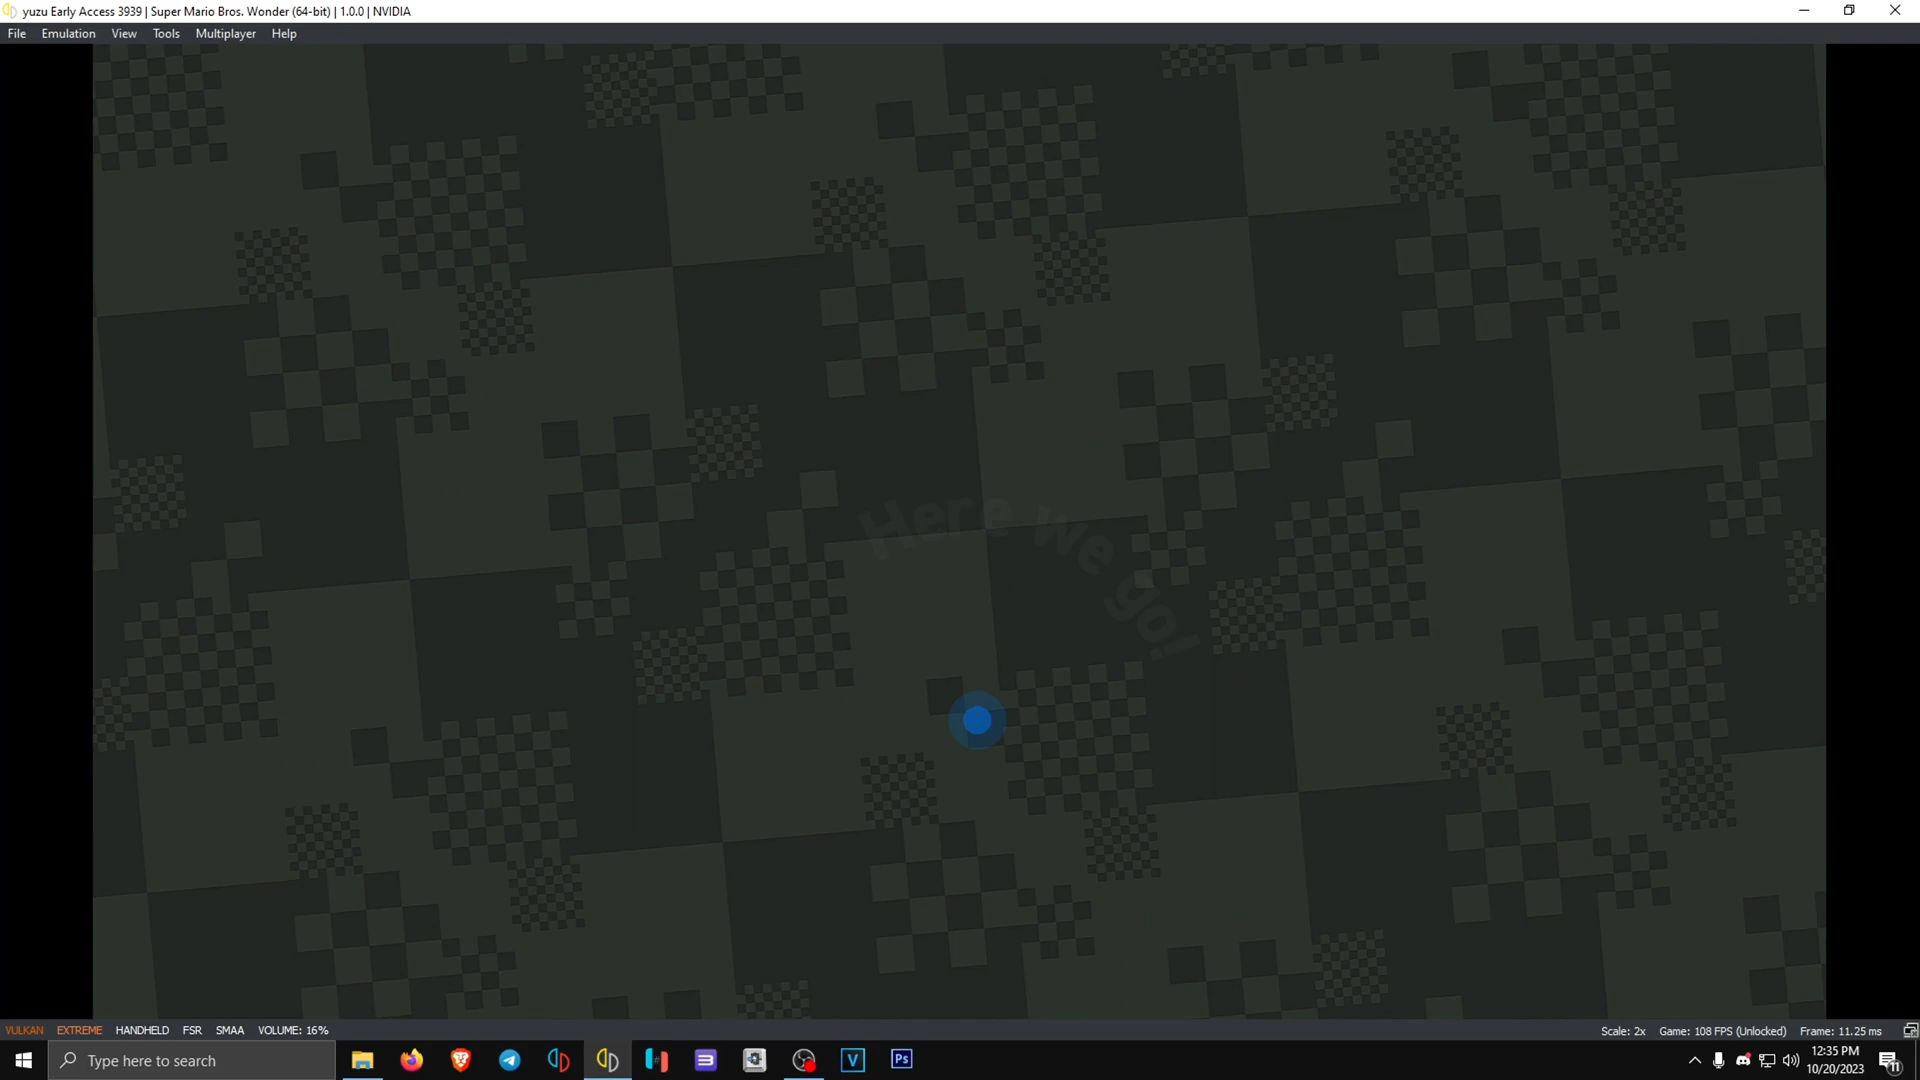 yuzu Early Access 3939 | Super Mario Bros. Wonder (64-bit) | 1.0.0 | NVIDIA
File Emulation View Tools Multiplayer Help
Here we go!
VULKAN EXTREME HANDHELD FSR SMAA VOLUME: 16% Scale: 2x Game: 108 FPS (Unlocked) Frame: 11.25 ms
Type here to search
12:35 PM
10/20/2023
11